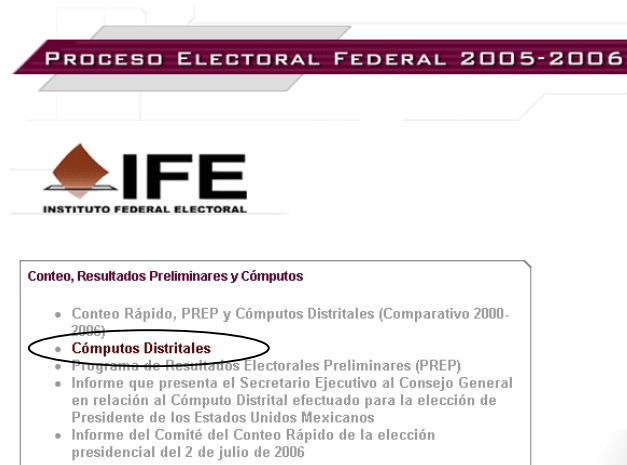 PROCESO ELECTORAL FEDERAL 2005-2006
IFE
INSTITUTO FEDERAL ELECTORAL
Conteo, Resultados Preliminares y Cómputos
Conteo Rápido, PREP y Cómputos Distritales (Comparativo 2000-
2006)
Cómputos Distritales
Programa de Resultados Electorales Preliminares (PREP)
Informe que presenta el Secretario Ejecutivo al Consejo General
en relación al Cómputo Distrital efectuado para la elección de
Presidente de los Estados Unidos Mexicanos
Informe del Comité del Conteo Rápido de la elección
presidencial del 2 de julio de 2006